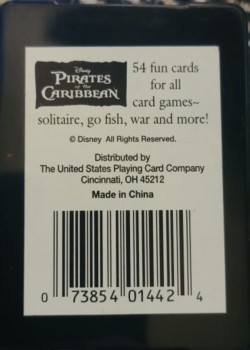 Disney
PIRATES
of the
CARIBBEAN
54 fun cards
for all
card games~
solitaire, go fish, war and more!
© Disney All Rights Reserved.
Distributed by
The United States Playing Card Company
Cincinnati, OH 45212
Made in China
0 73854 01442 4